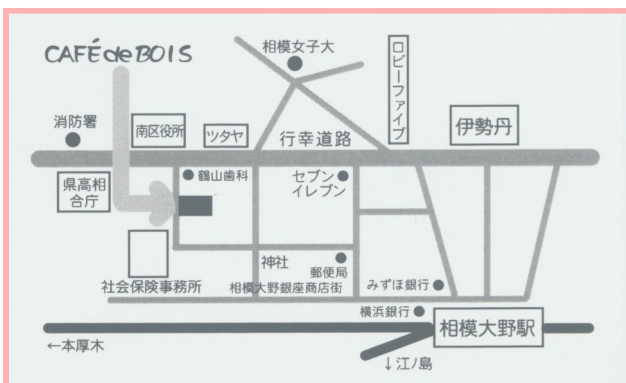 CAFÉ de BOIS
相模女子大
ロビーファイブ
消防署
南区役所
ツタヤ
行幸道路
伊勢丹
県高相
合庁
鶴山歯科
セブン
イレブン
神社
郵便局
社会保険事務所
相模大野銀座商店街
みずほ銀行
横浜銀行
相模大野駅
←本厚木
↓江ノ島